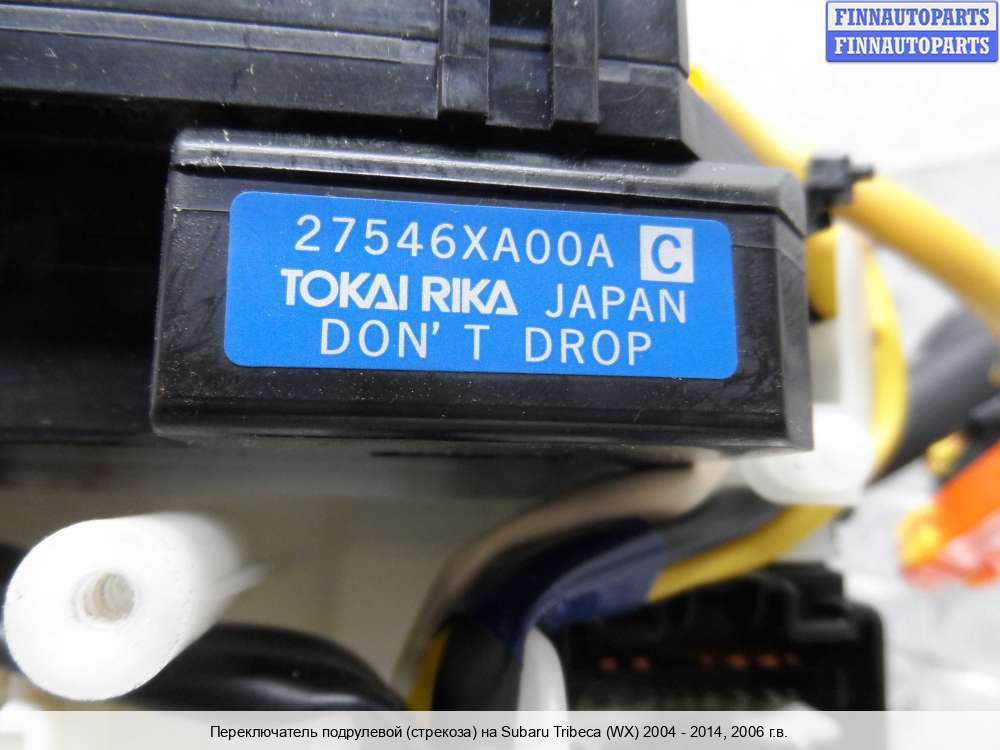 FINNAUTOPARTS
FINNAUTOPARTS
27546XA00A C
TOKAI RIKA JAPAN
DON'T DROP
Переключатель подрулевой (стрекоза) на Subaru Tribeca (WX) 2004 - 2014, 2006 г.в.